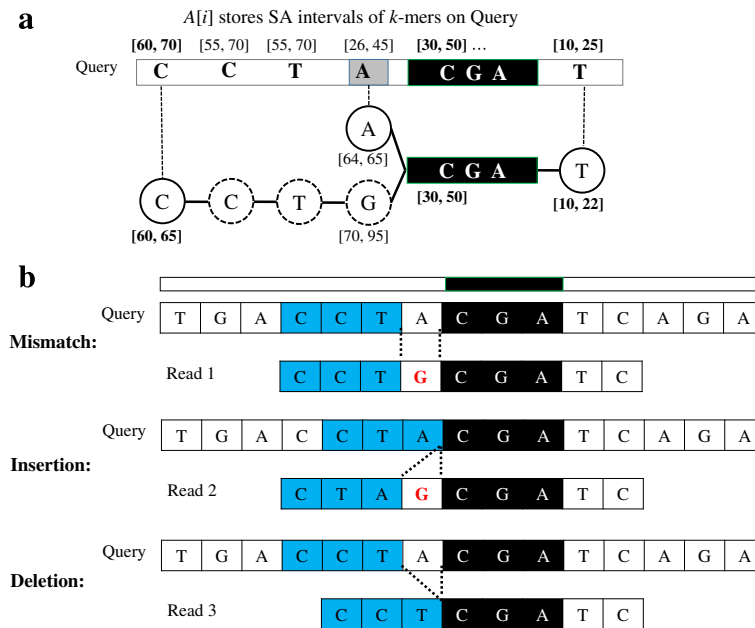 a
A[i] stores SA intervals of k-mers on Query
[60, 70] [55, 70] [55, 70] [26, 45] [30, 50] … [10, 25]
Query C C T A C G A T
A
[64, 65]
C G A T
[30, 50] [10, 22]
C C T G
[60, 65] [70, 95]
b
Query T G A C C T A C G A T C A G A
Mismatch:
Read 1 C C T G C G A T C
Query T G A C C T A C G A T C A G A
Insertion:
Read 2 C T A G C G A T C
Query T G A C C T A C G A T C A G A
Deletion:
Read 3 C C T C G A T C